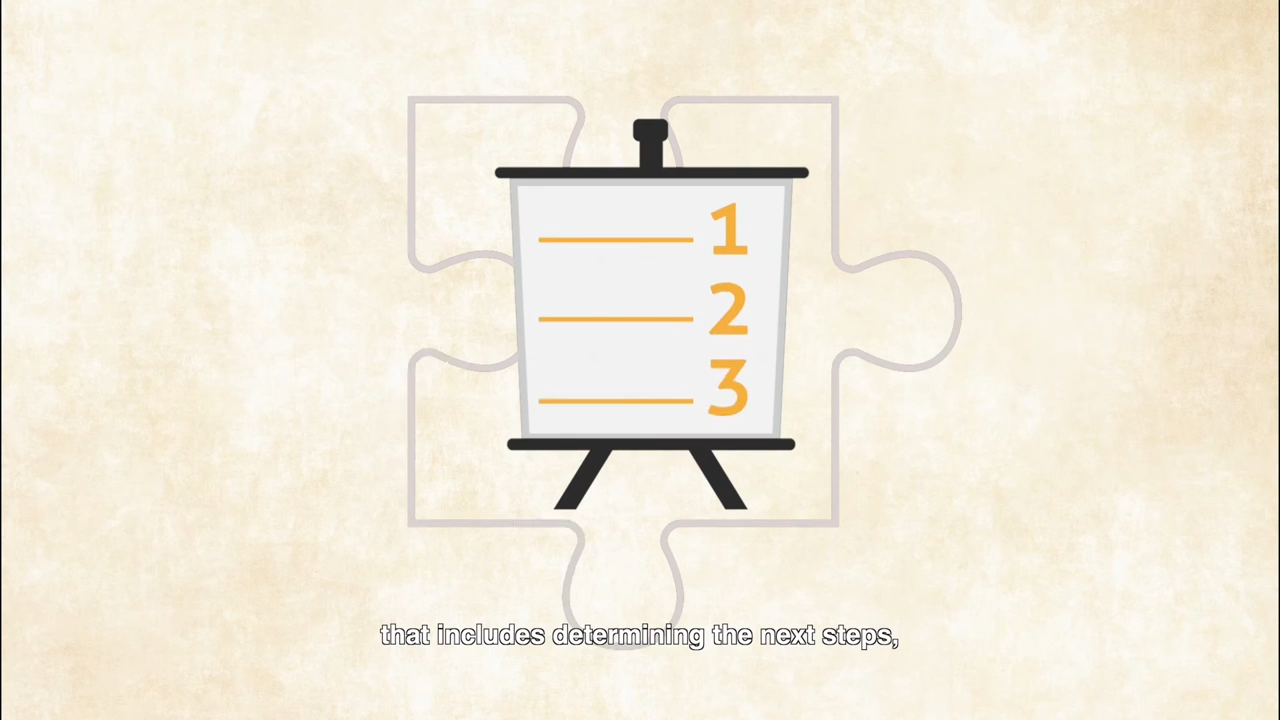 1
2
3
that includes determining the next steps,